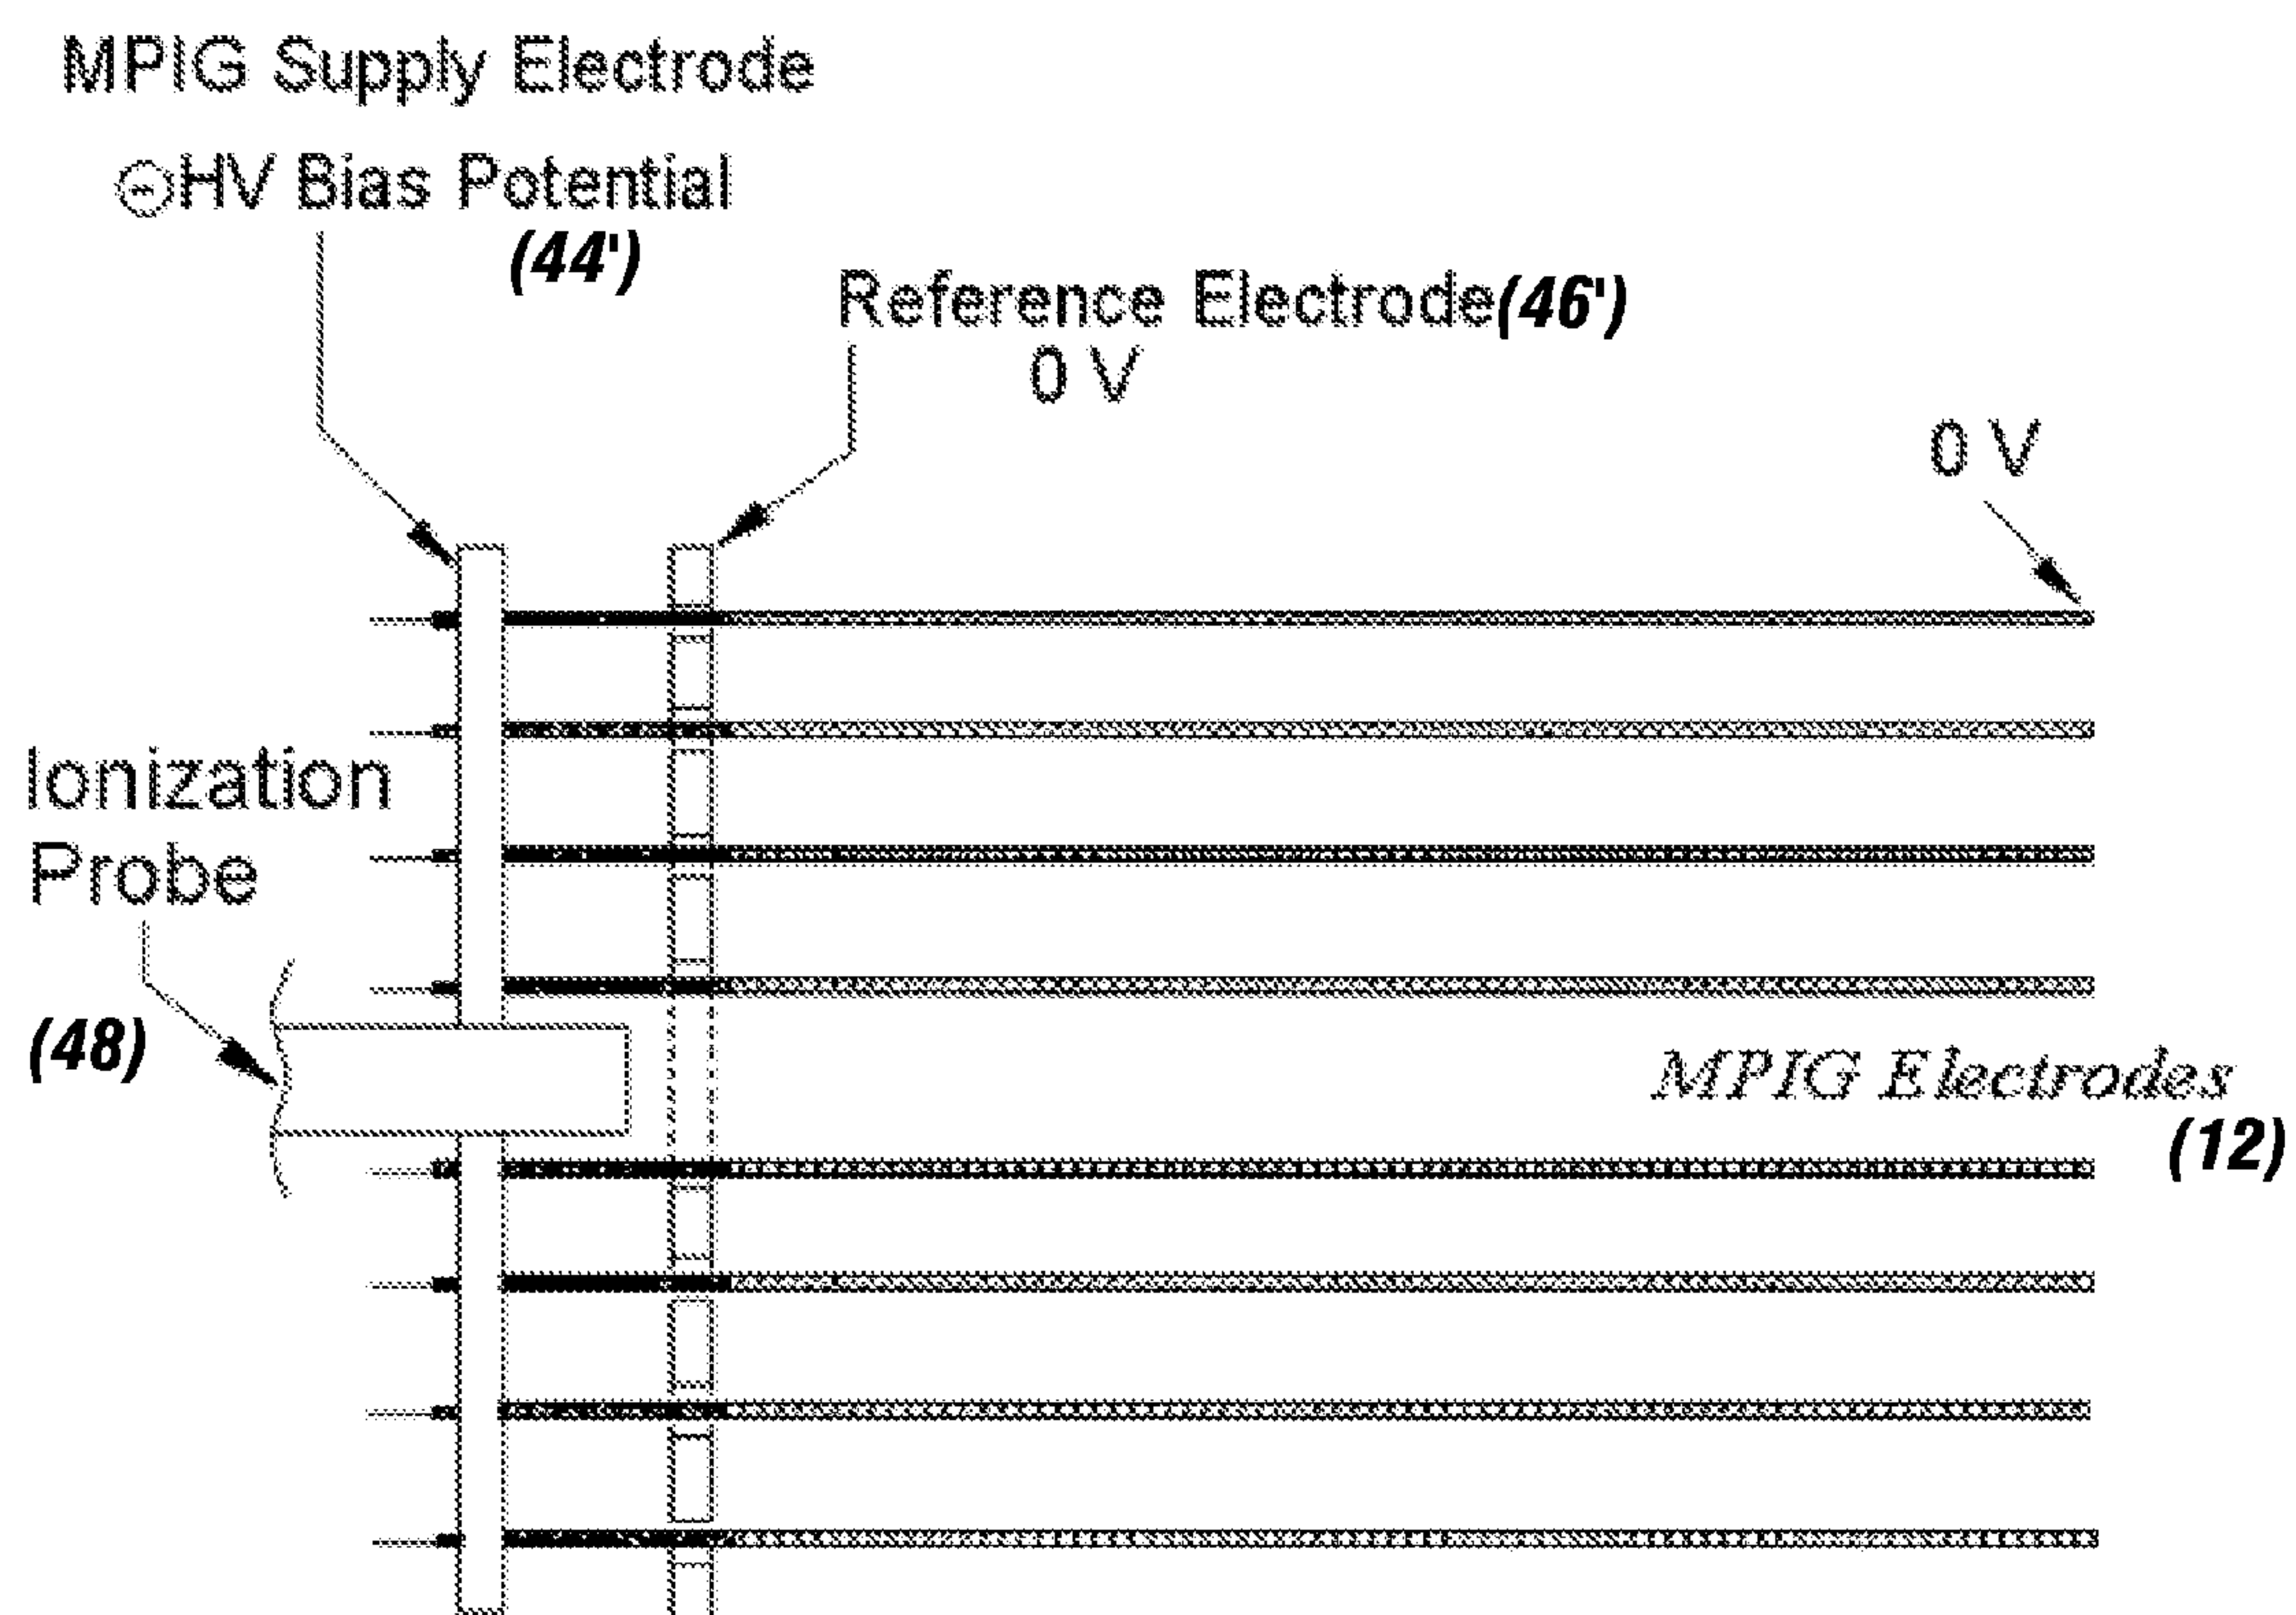 MPIG Supply Electrode
⊖HV Bias Potential
(44')
Reference Electrode(46')
0 V
0 V
Ionization
Probe
(48)
MPIG Electrodes
(12)